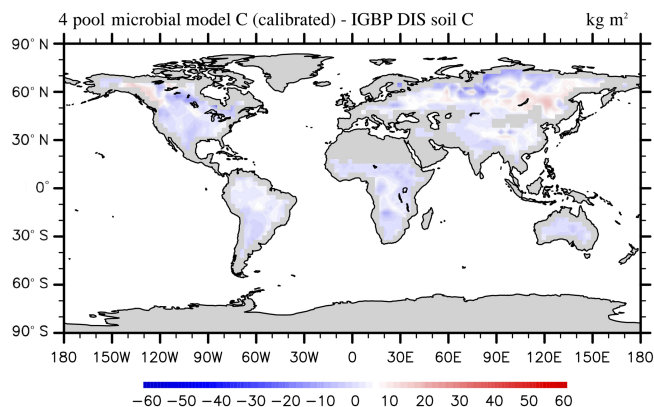 4 pool microbial model C (calibrated) - IGBP DIS soil C kg m²
90° N
60° N
30° N
0°
30° S
60° S
90° S
180 150W 120W 90W 60W 30W 0 30E 60E 90E 120E 150E 180
−60 −50 −40 −30 −20 −10 0 10 20 30 40 50 60